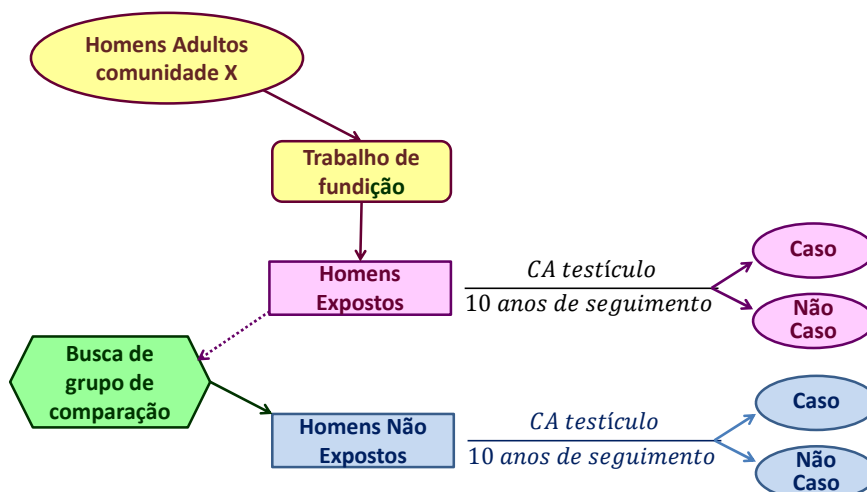 Homens Adultos
comunidade X
Trabalho de
fundição
Homens
Expostos
CA testículo
10 anos de seguimento
Caso
Não
Caso
Busca de
grupo de
comparação
Homens Não
Expostos
CA testículo
10 anos de seguimento
Caso
Não
Caso